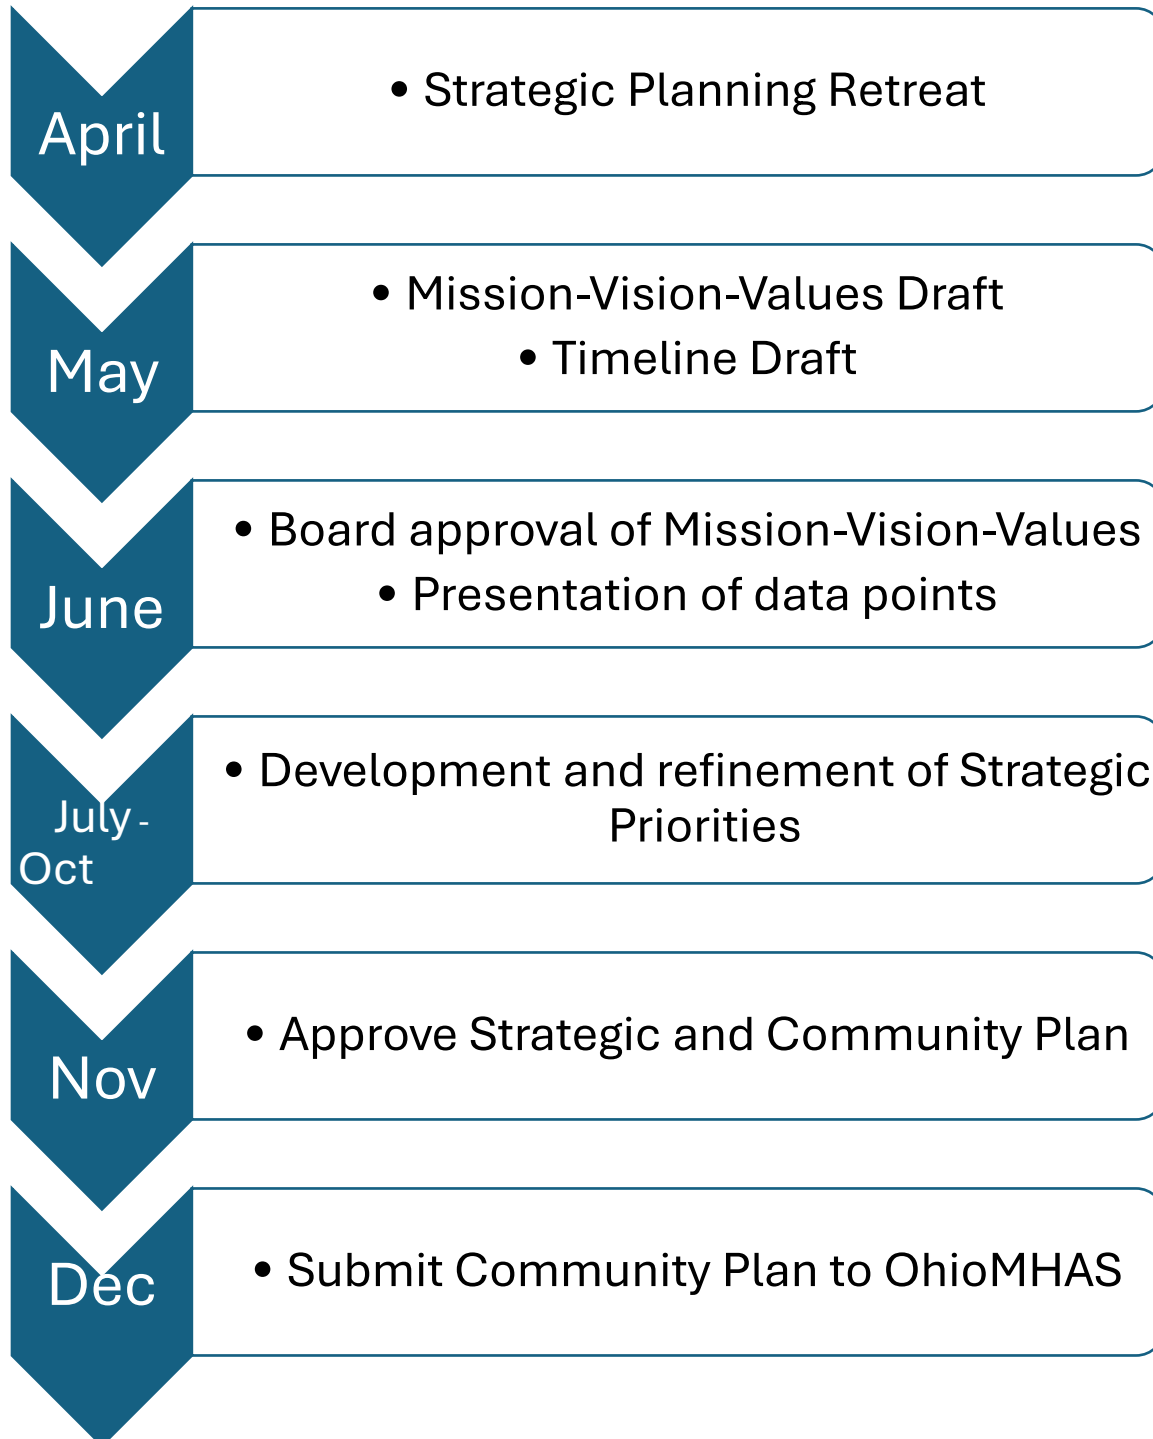 April
• Strategic Planning Retreat
May
• Mission-Vision-Values Draft
• Timeline Draft
June
• Board approval of Mission-Vision-Values
• Presentation of data points
July -
Oct
• Development and refinement of Strategic
Priorities
Nov
• Approve Strategic and Community Plan
Dec
• Submit Community Plan to OhioMHAS